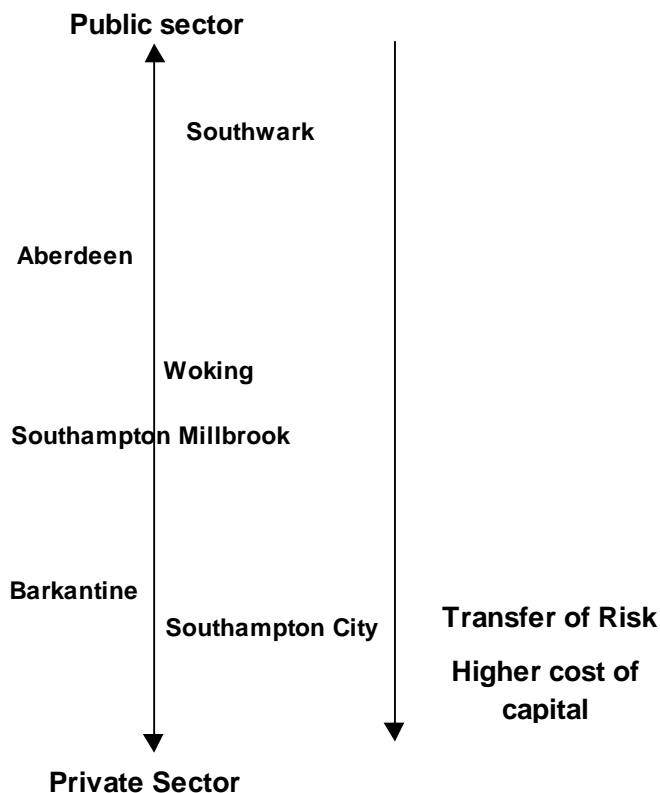 Public sector
Southwark
Aberdeen
Woking
Southampton Millbrook
Barkantine
Southampton City
Transfer of Risk
Higher cost of
capital
Private Sector